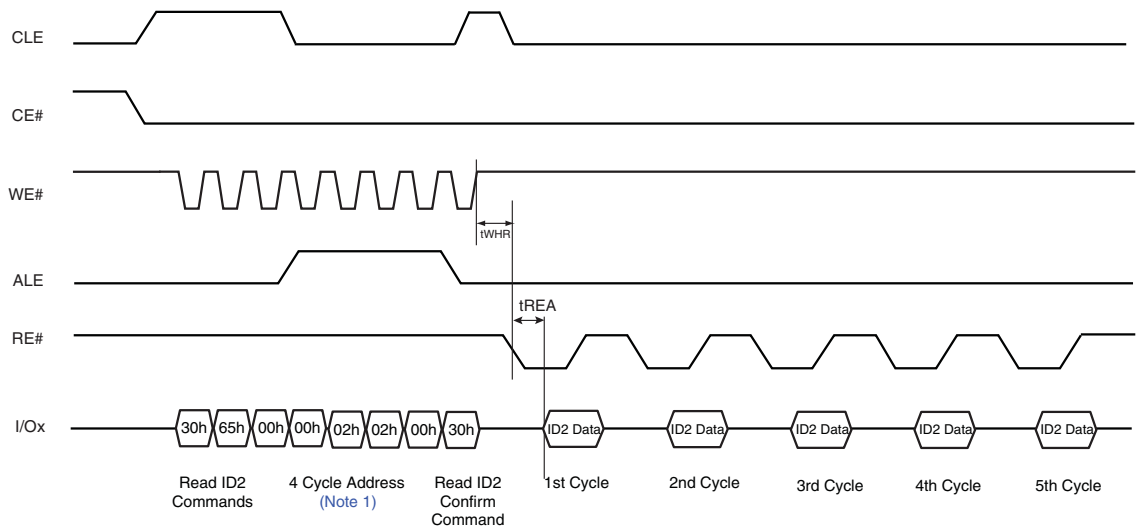 CLE
CE#
WE#
tWHR
ALE
tREA
RE#
I/Ox
30h 65h 00h 00h 02h 02h 00h 30h ID2 Data ID2 Data ID2 Data ID2 Data ID2 Data
Read ID2
Commands
4 Cycle Address
(Note 1)
Read ID2
Confirm
Command
1st Cycle
2nd Cycle
3rd Cycle
4th Cycle
5th Cycle